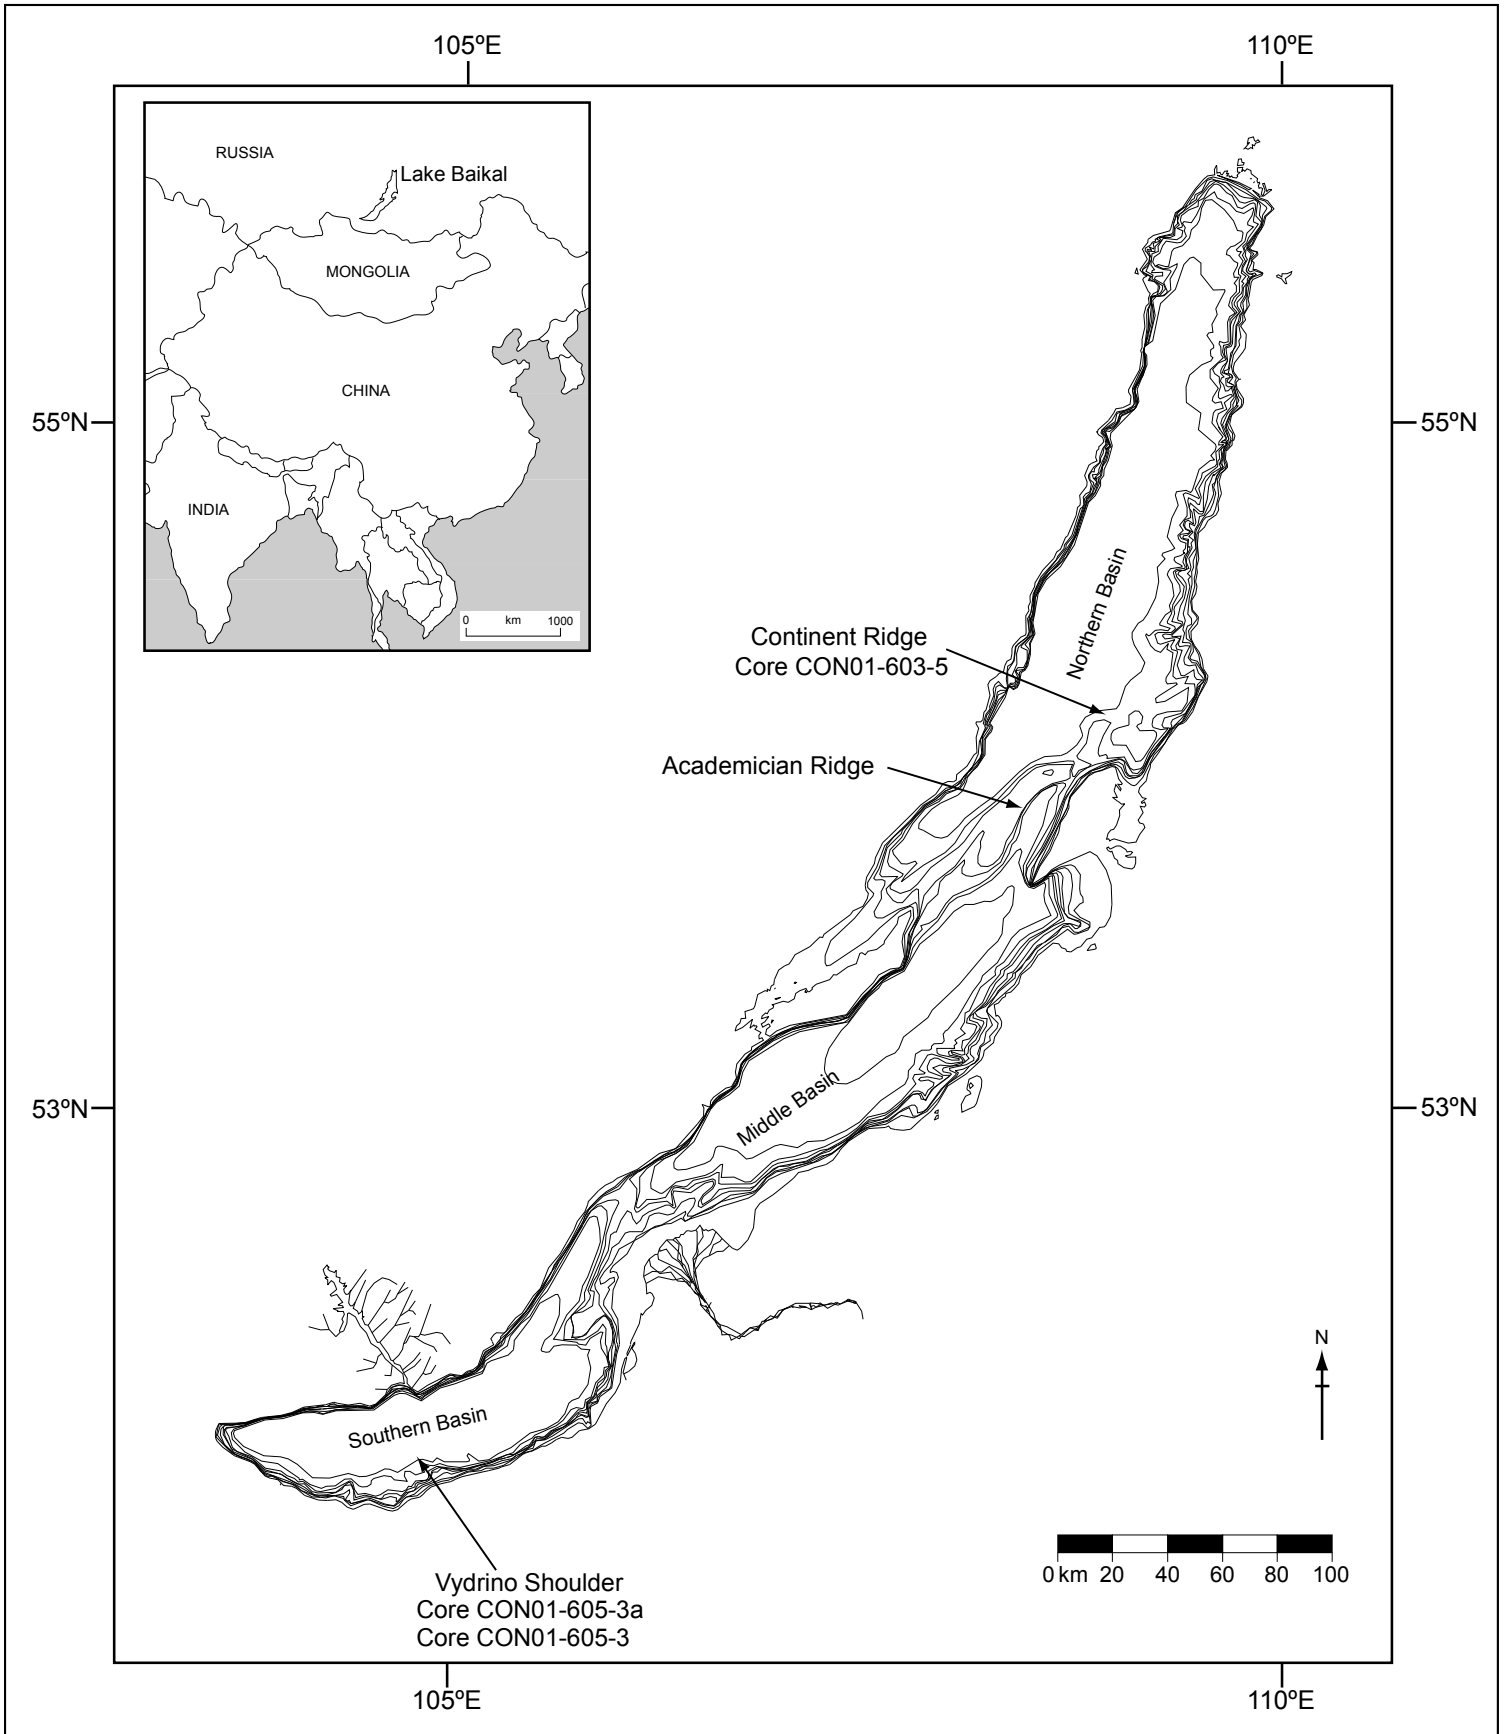 105ºE
110ºE
RUSSIA
Lake Baikal
MONGOLIA
CHINA
INDIA
0 km 1000
55ºN
55ºN
Northern Basin
Continent Ridge
Core CON01-603-5
Academician Ridge
53ºN
53ºN
Middle Basin
N
Southern Basin
0 km 20 40 60 80 100
Vydrino Shoulder
Core CON01-605-3a
Core CON01-605-3
105ºE
110ºE